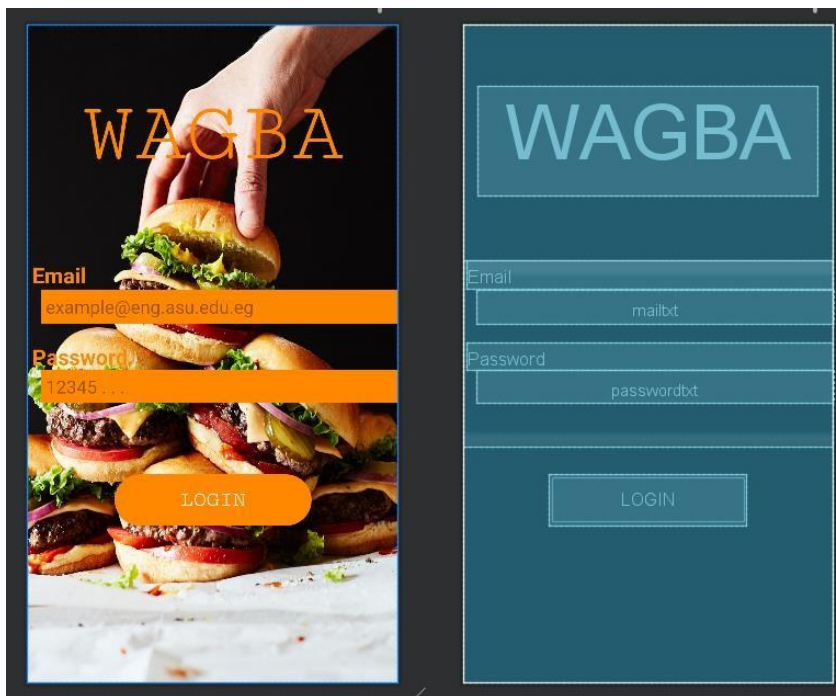 WAGBA
Email
example@eng.asu.edu.eg
Password
12345 . . .
LOGIN
WAGBA
Email
mailtxt
Password
passwordtxt
LOGIN